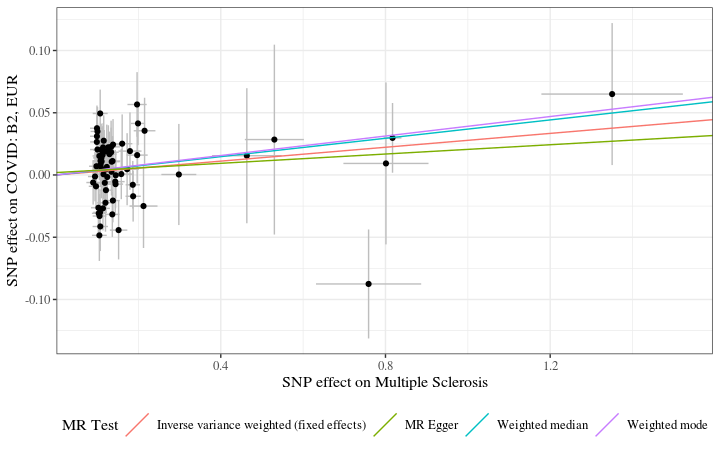 0.10
0.05
0.00
-0.05
-0.10
SNP effect on COVID: B2, EUR
0.4 0.8 1.2
SNP effect on Multiple Sclerosis
MR Test Inverse variance weighted (fixed effects) MR Egger Weighted median Weighted mode